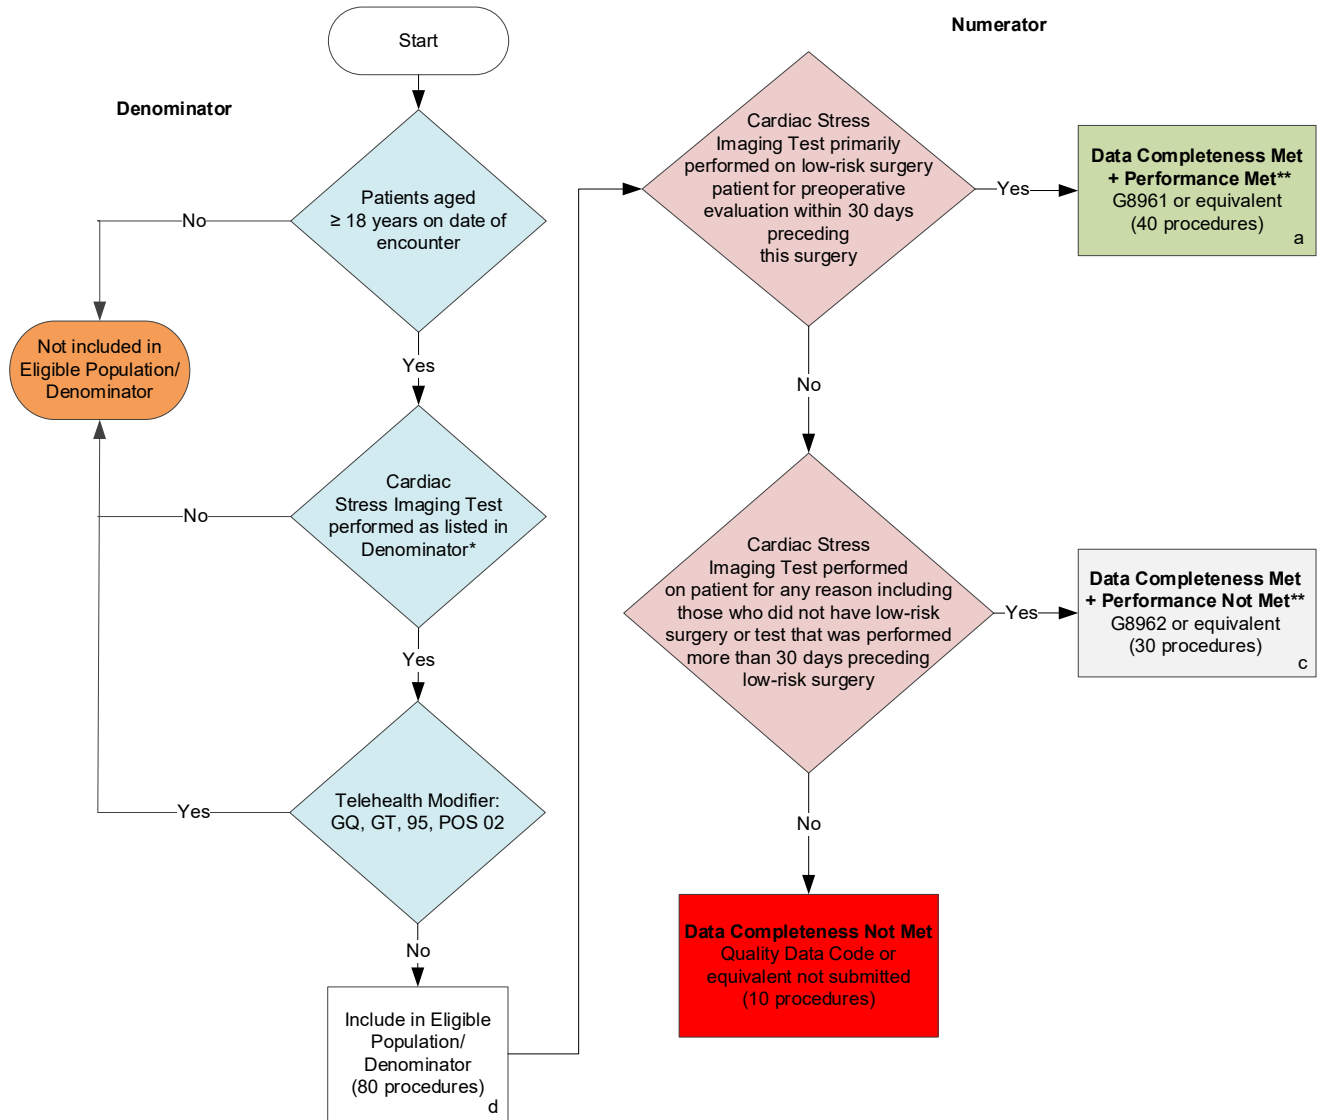 Start
Denominator
Patients aged
≥ 18 years on date of
encounter
No
Yes
Not included in
Eligible Population/
Denominator
Cardiac
Stress Imaging Test
performed as listed in
Denominator*
No
Yes
Telehealth Modifier:
GQ, GT, 95, POS 02
Yes
No
Include in Eligible
Population/
Denominator
(80 procedures)
d
Numerator
Cardiac Stress
Imaging Test primarily
performed on low-risk surgery
patient for preoperative
evaluation within 30 days
preceding
this surgery
Yes
Data Completeness Met
+ Performance Met**
G8961 or equivalent
(40 procedures)
a
No
Cardiac Stress
Imaging Test performed
on patient for any reason including
those who did not have low-risk
surgery or test that was performed
more than 30 days preceding
low-risk surgery
Yes
Data Completeness Met
+ Performance Not Met**
G8962 or equivalent
(30 procedures)
c
No
Data Completeness Not Met
Quality Data Code or
equivalent not submitted
(10 procedures)